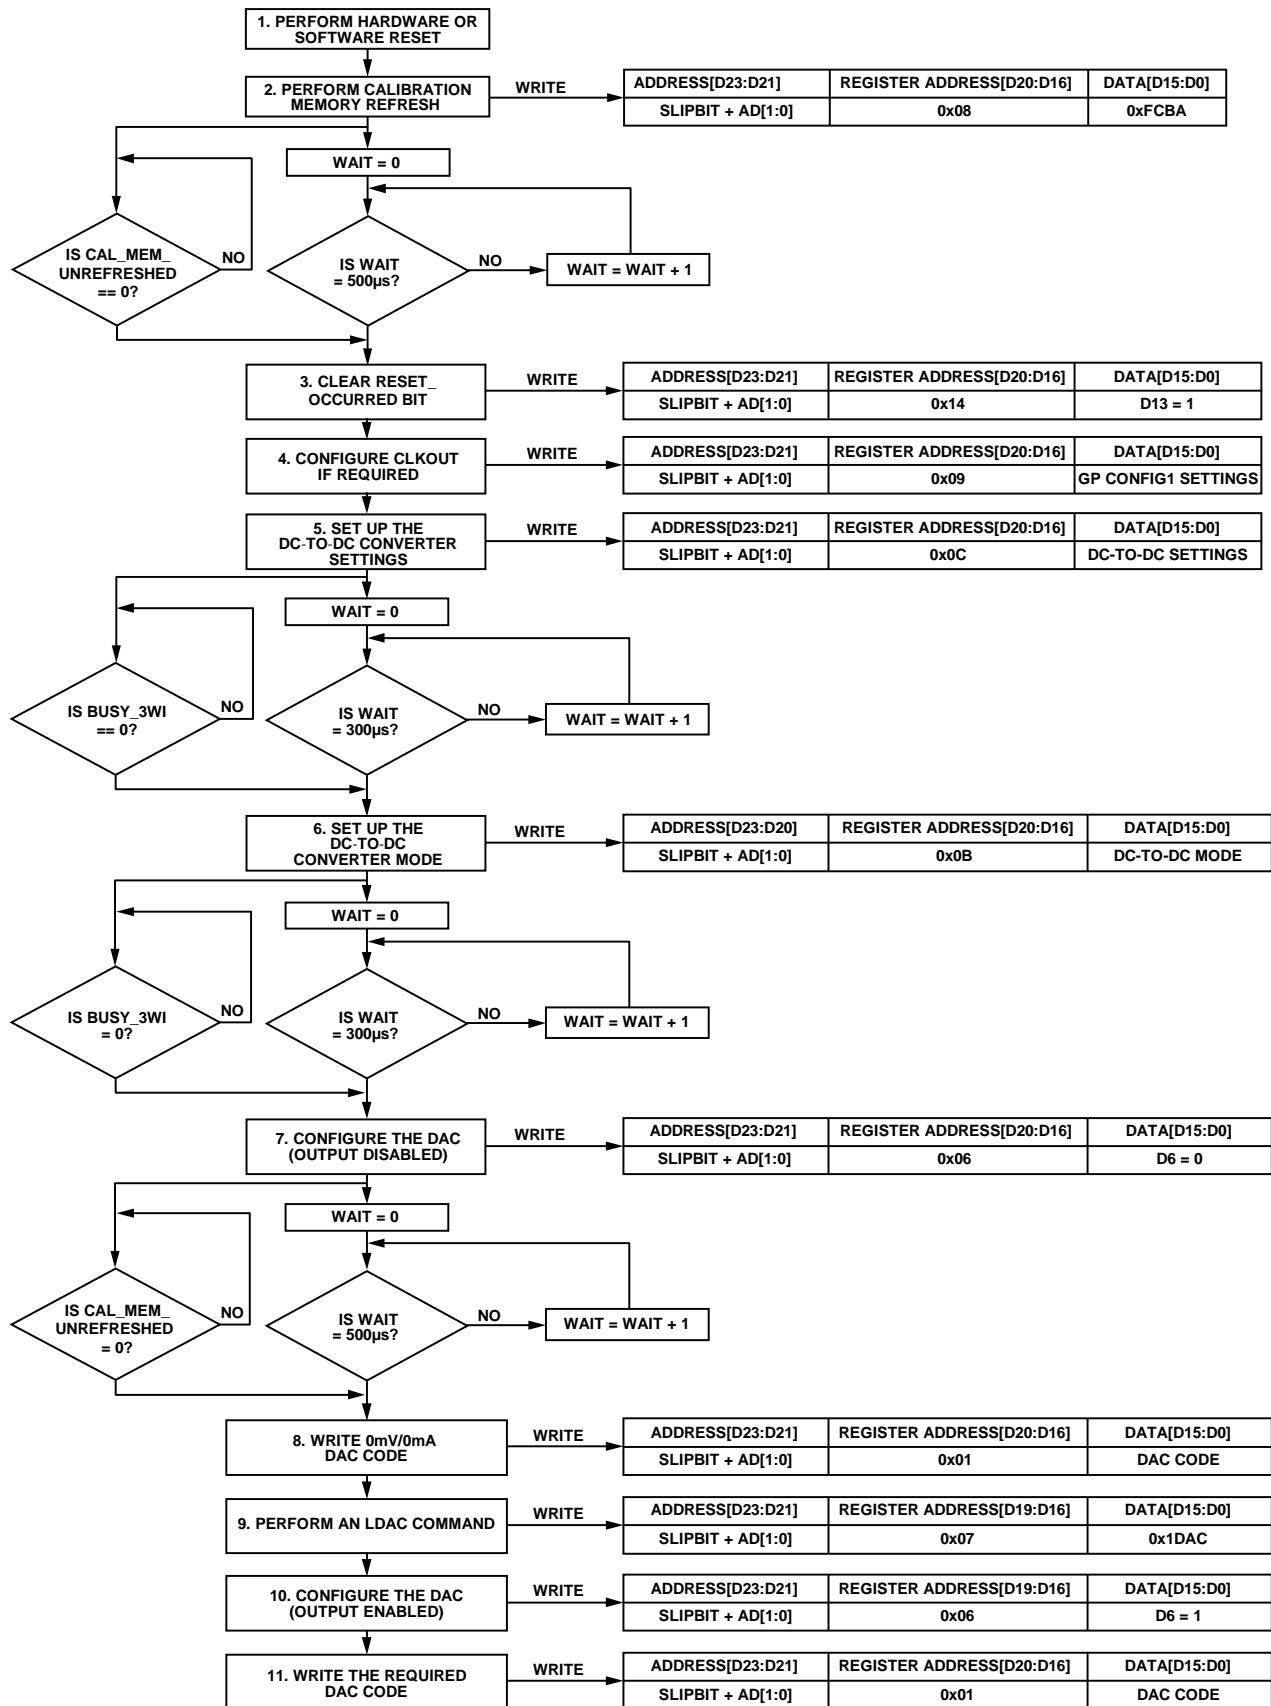 1. PERFORM HARDWARE OR
SOFTWARE RESET
2. PERFORM CALIBRATION
MEMORY REFRESH
WRITE
ADDRESS[D23:D21] REGISTER ADDRESS[D20:D16] DATA[D15:D0]
SLIPBIT + AD[1:0] 0x08 0xFCBA
WAIT = 0
IS CAL_MEM_
UNREFRESHED
== 0?
NO
IS WAIT
= 500µs?
NO
WAIT = WAIT + 1
3. CLEAR RESET_
OCCURRED BIT
WRITE
ADDRESS[D23:D21] REGISTER ADDRESS[D20:D16] DATA[D15:D0]
SLIPBIT + AD[1:0] 0x14 D13 = 1
4. CONFIGURE CLKOUT
IF REQUIRED
WRITE
ADDRESS[D23:D21] REGISTER ADDRESS[D20:D16] DATA[D15:D0]
SLIPBIT + AD[1:0] 0x09 GP CONFIG1 SETTINGS
5. SET UP THE
DC-TO-DC CONVERTER
SETTINGS
WRITE
ADDRESS[D23:D21] REGISTER ADDRESS[D20:D16] DATA[D15:D0]
SLIPBIT + AD[1:0] 0x0C DC-TO-DC SETTINGS
WAIT = 0
IS BUSY_3WI
== 0?
NO
IS WAIT
= 300µs?
NO
WAIT = WAIT + 1
6. SET UP THE
DC-TO-DC
CONVERTER MODE
WRITE
ADDRESS[D23:D20] REGISTER ADDRESS[D20:D16] DATA[D15:D0]
SLIPBIT + AD[1:0] 0x0B DC-TO-DC MODE
WAIT = 0
IS BUSY_3WI
= 0?
NO
IS WAIT
= 300µs?
NO
WAIT = WAIT + 1
7. CONFIGURE THE DAC
(OUTPUT DISABLED)
WRITE
ADDRESS[D23:D21] REGISTER ADDRESS[D20:D16] DATA[D15:D0]
SLIPBIT + AD[1:0] 0x06 D6 = 0
WAIT = 0
IS CAL_MEM_
UNREFRESHED
= 0?
NO
IS WAIT
= 500µs?
NO
WAIT = WAIT + 1
8. WRITE 0mV/0mA
DAC CODE
WRITE
ADDRESS[D23:D21] REGISTER ADDRESS[D20:D16] DATA[D15:D0]
SLIPBIT + AD[1:0] 0x01 DAC CODE
9. PERFORM AN LDAC COMMAND
WRITE
ADDRESS[D23:D21] REGISTER ADDRESS[D19:D16] DATA[D15:D0]
SLIPBIT + AD[1:0] 0x07 0x1DAC
10. CONFIGURE THE DAC
(OUTPUT ENABLED)
WRITE
ADDRESS[D23:D21] REGISTER ADDRESS[D19:D16] DATA[D15:D0]
SLIPBIT + AD[1:0] 0x06 D6 = 1
11. WRITE THE REQUIRED
DAC CODE
WRITE
ADDRESS[D23:D21] REGISTER ADDRESS[D20:D16] DATA[D15:D0]
SLIPBIT + AD[1:0] 0x01 DAC CODE